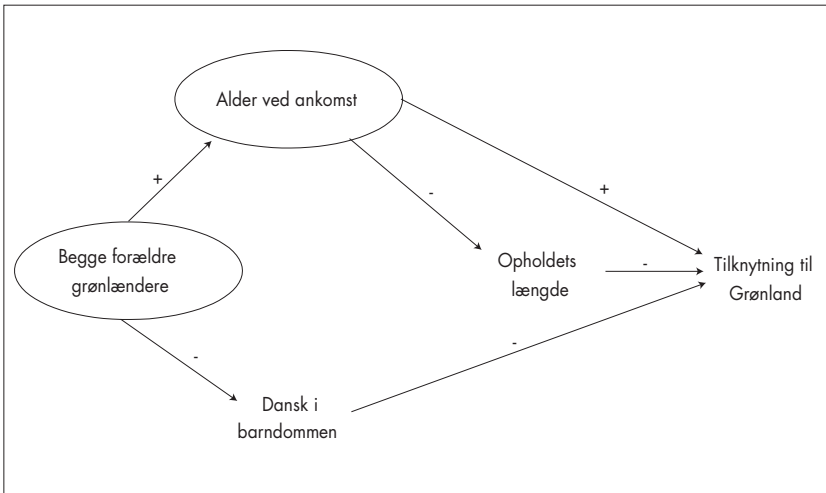 Alder ved ankomst
+
-
+
Begge forældre
grønlændere
Opholdets
længde
-
Tilknytning til
Grønland
-
-
Dansk i
barndommen